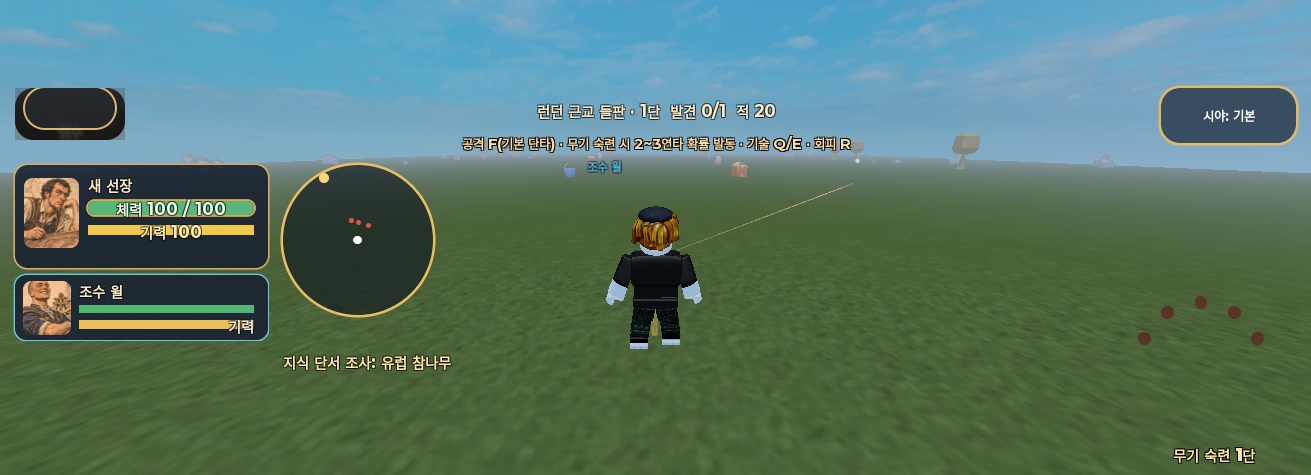 런던 근교 들판 · 1단 발견 0/1 적 20
공격 F(기본 단타) · 무기 숙련 시 2~3연타 확률 발동 · 기술 Q/E · 회피 R
조수 윌
시야: 기본
새 선장
체력 100 / 100
기력 100
조수 윌
기력
지식 단서 조사: 유럽 참나무
무기 숙련 1단